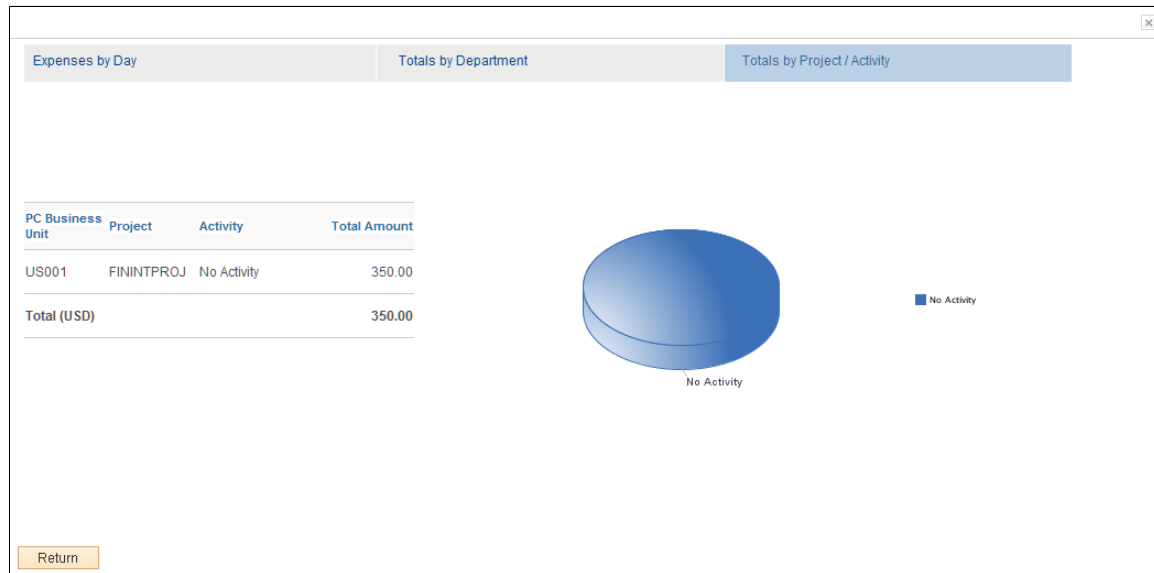 Expenses by Day Totals by Department Totals by Project / Activity
PC Business
Unit Project Activity Total Amount
US001 FININTPROJ No Activity 350.00
Total (USD) 350.00
No Activity
No Activity
Return